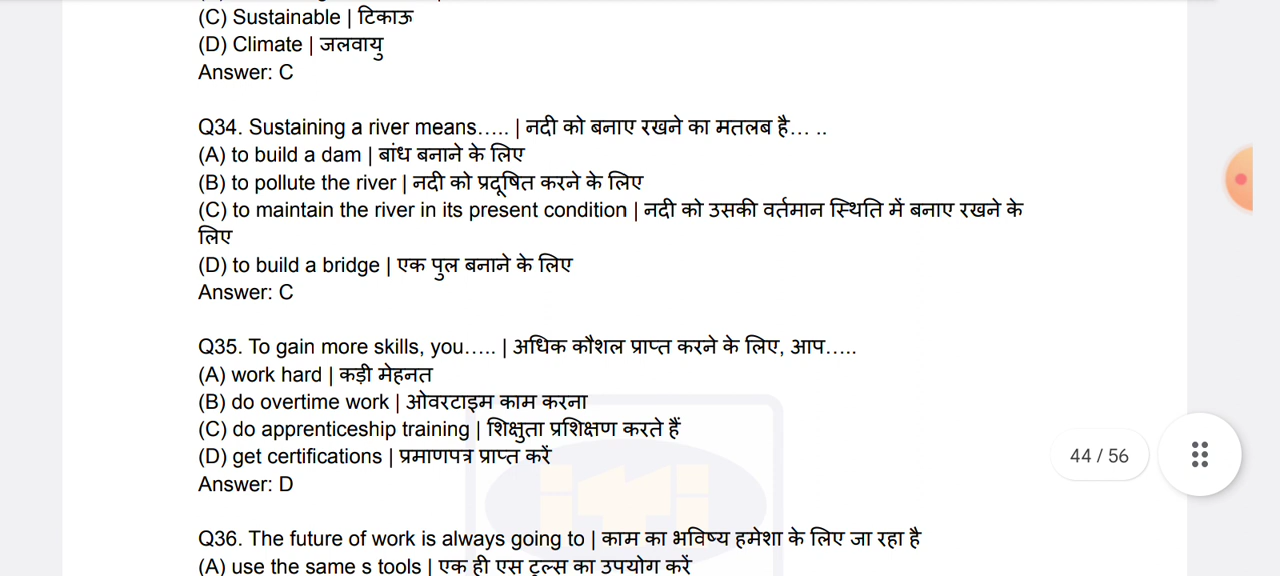 (C) Sustainable | टिकाऊ
(D) Climate | जलवायु
Answer: C
Q34. Sustaining a river means….. | नदी को बनाए रखने का मतलब है… ..
(A) to build a dam | बांध बनाने के लिए
(B) to pollute the river | नदी को प्रदूषित करने के लिए
(C) to maintain the river in its present condition | नदी को उसकी वर्तमान स्थिति में बनाए रखने के
लिए
(D) to build a bridge | एक पुल बनाने के लिए
Answer: C
Q35. To gain more skills, you….. | अधिक कौशल प्राप्त करने के लिए, आप…..
(A) work hard | कड़ी मेहनत
(B) do overtime work | ओवरटाइम काम करना
(C) do apprenticeship training | शिक्षुता प्रशिक्षण करते हैं
(D) get certifications | प्रमाणपत्र प्राप्त करें
44 / 56
Answer: D
Q36. The future of work is always going to | काम का भविष्य हमेशा के लिए जा रहा है
(A) use the same s tools | एक ही एस टूल्स का उपयोग करें
iti